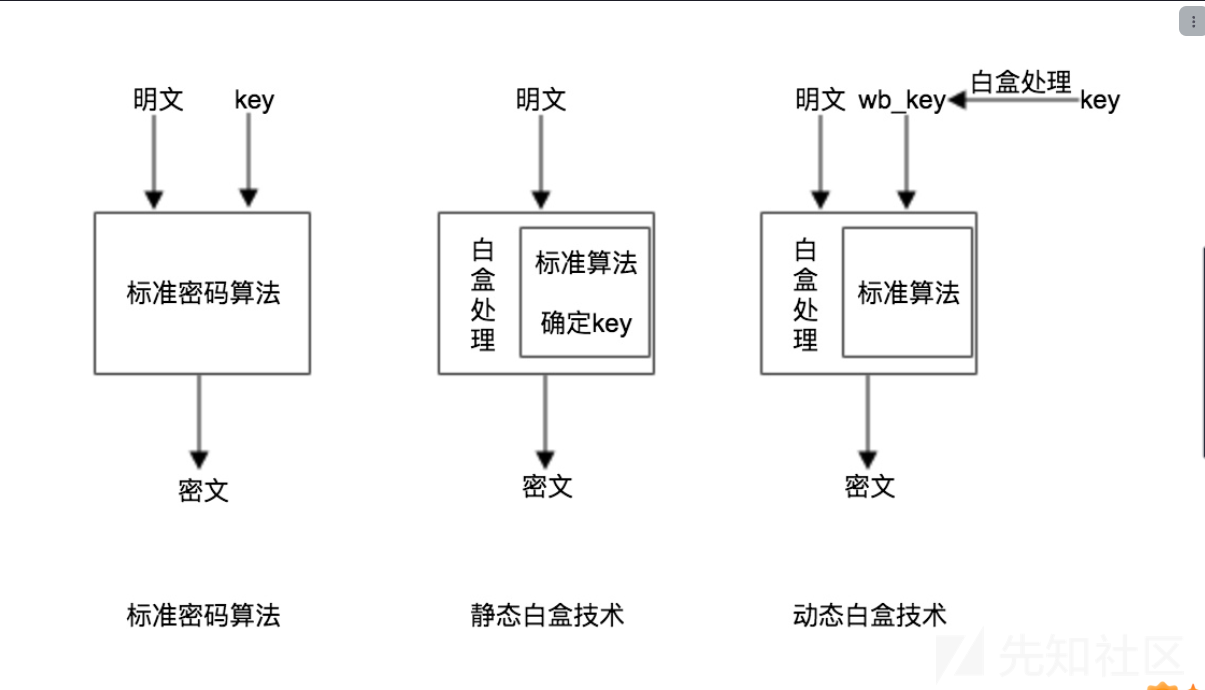 明文 key
标准密码算法
密文
标准密码算法
明文
白盒处理
标准算法
确定key
密文
静态白盒技术
明文 wb_key 白盒处理 key
白盒处理
标准算法
密文
动态白盒技术
先知社区